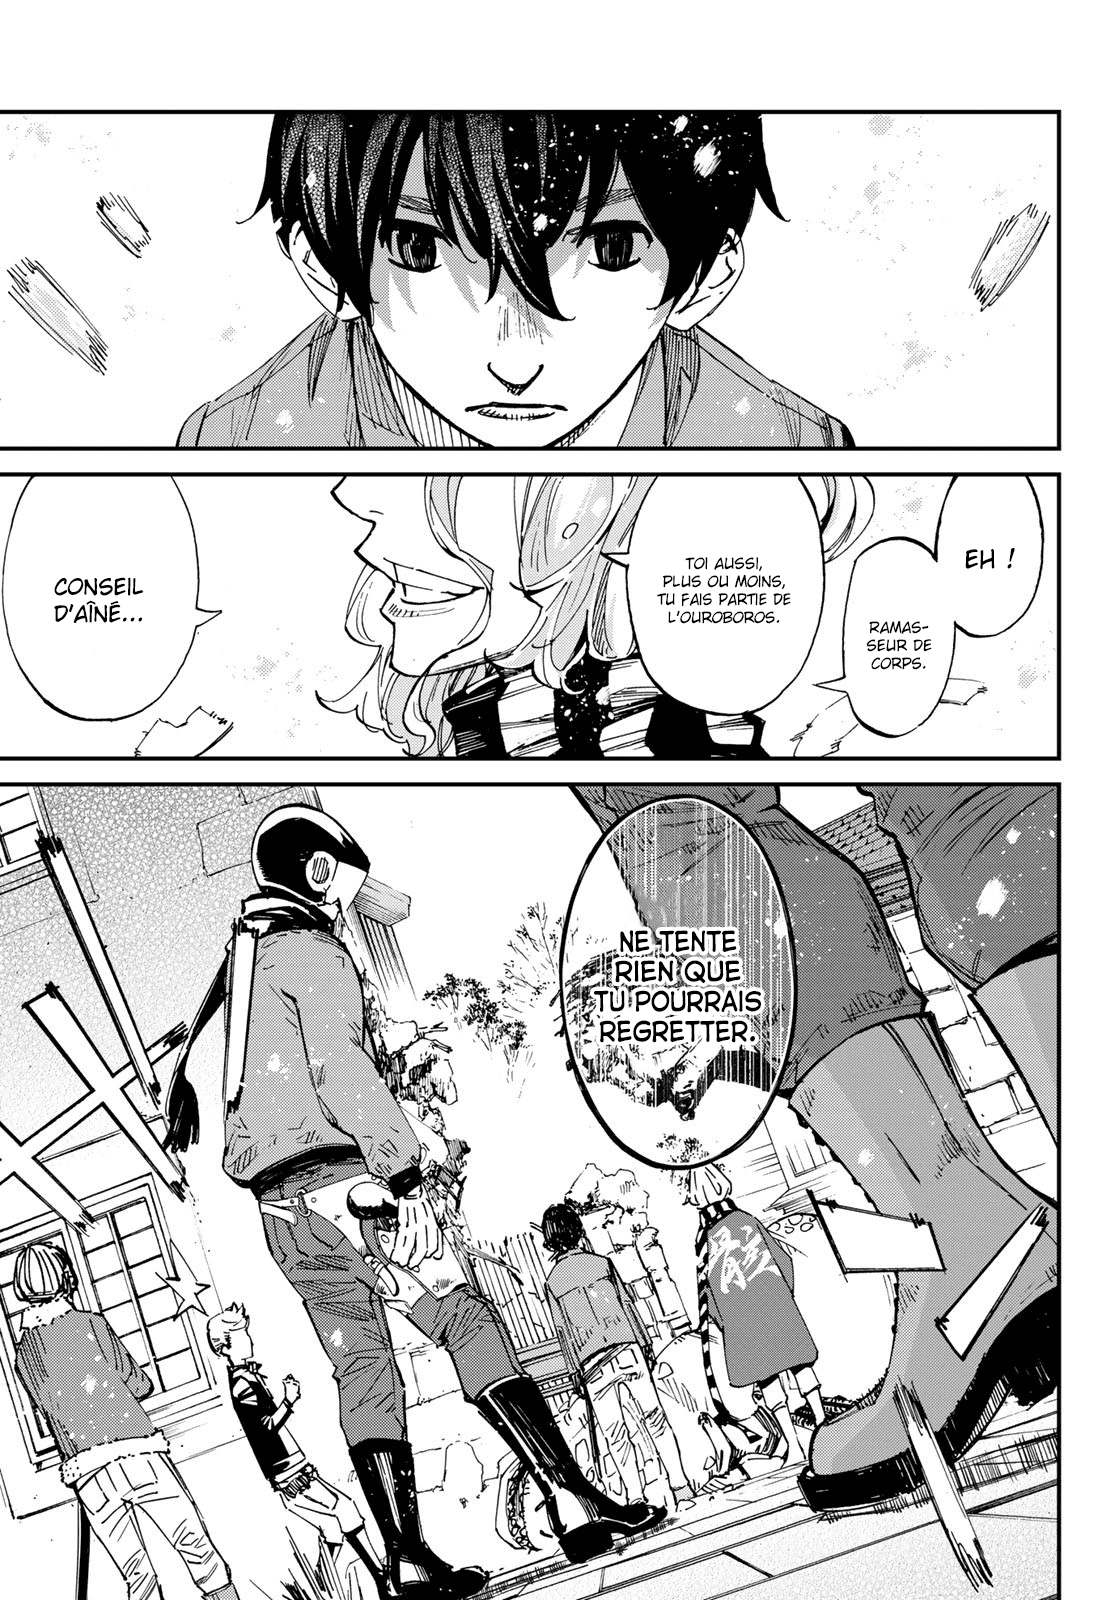 EH !
RAMAS-
SEUR DE
CORPS.
TOI AUSSI,
PLUS OU MOINS,
TU FAIS PARTIE DE
L'OUROBOROS.
CONSEIL
D'AÎNÉ...
NE TENTE
RIEN QUE
TU POURRAIS
REGRETTER.
骸